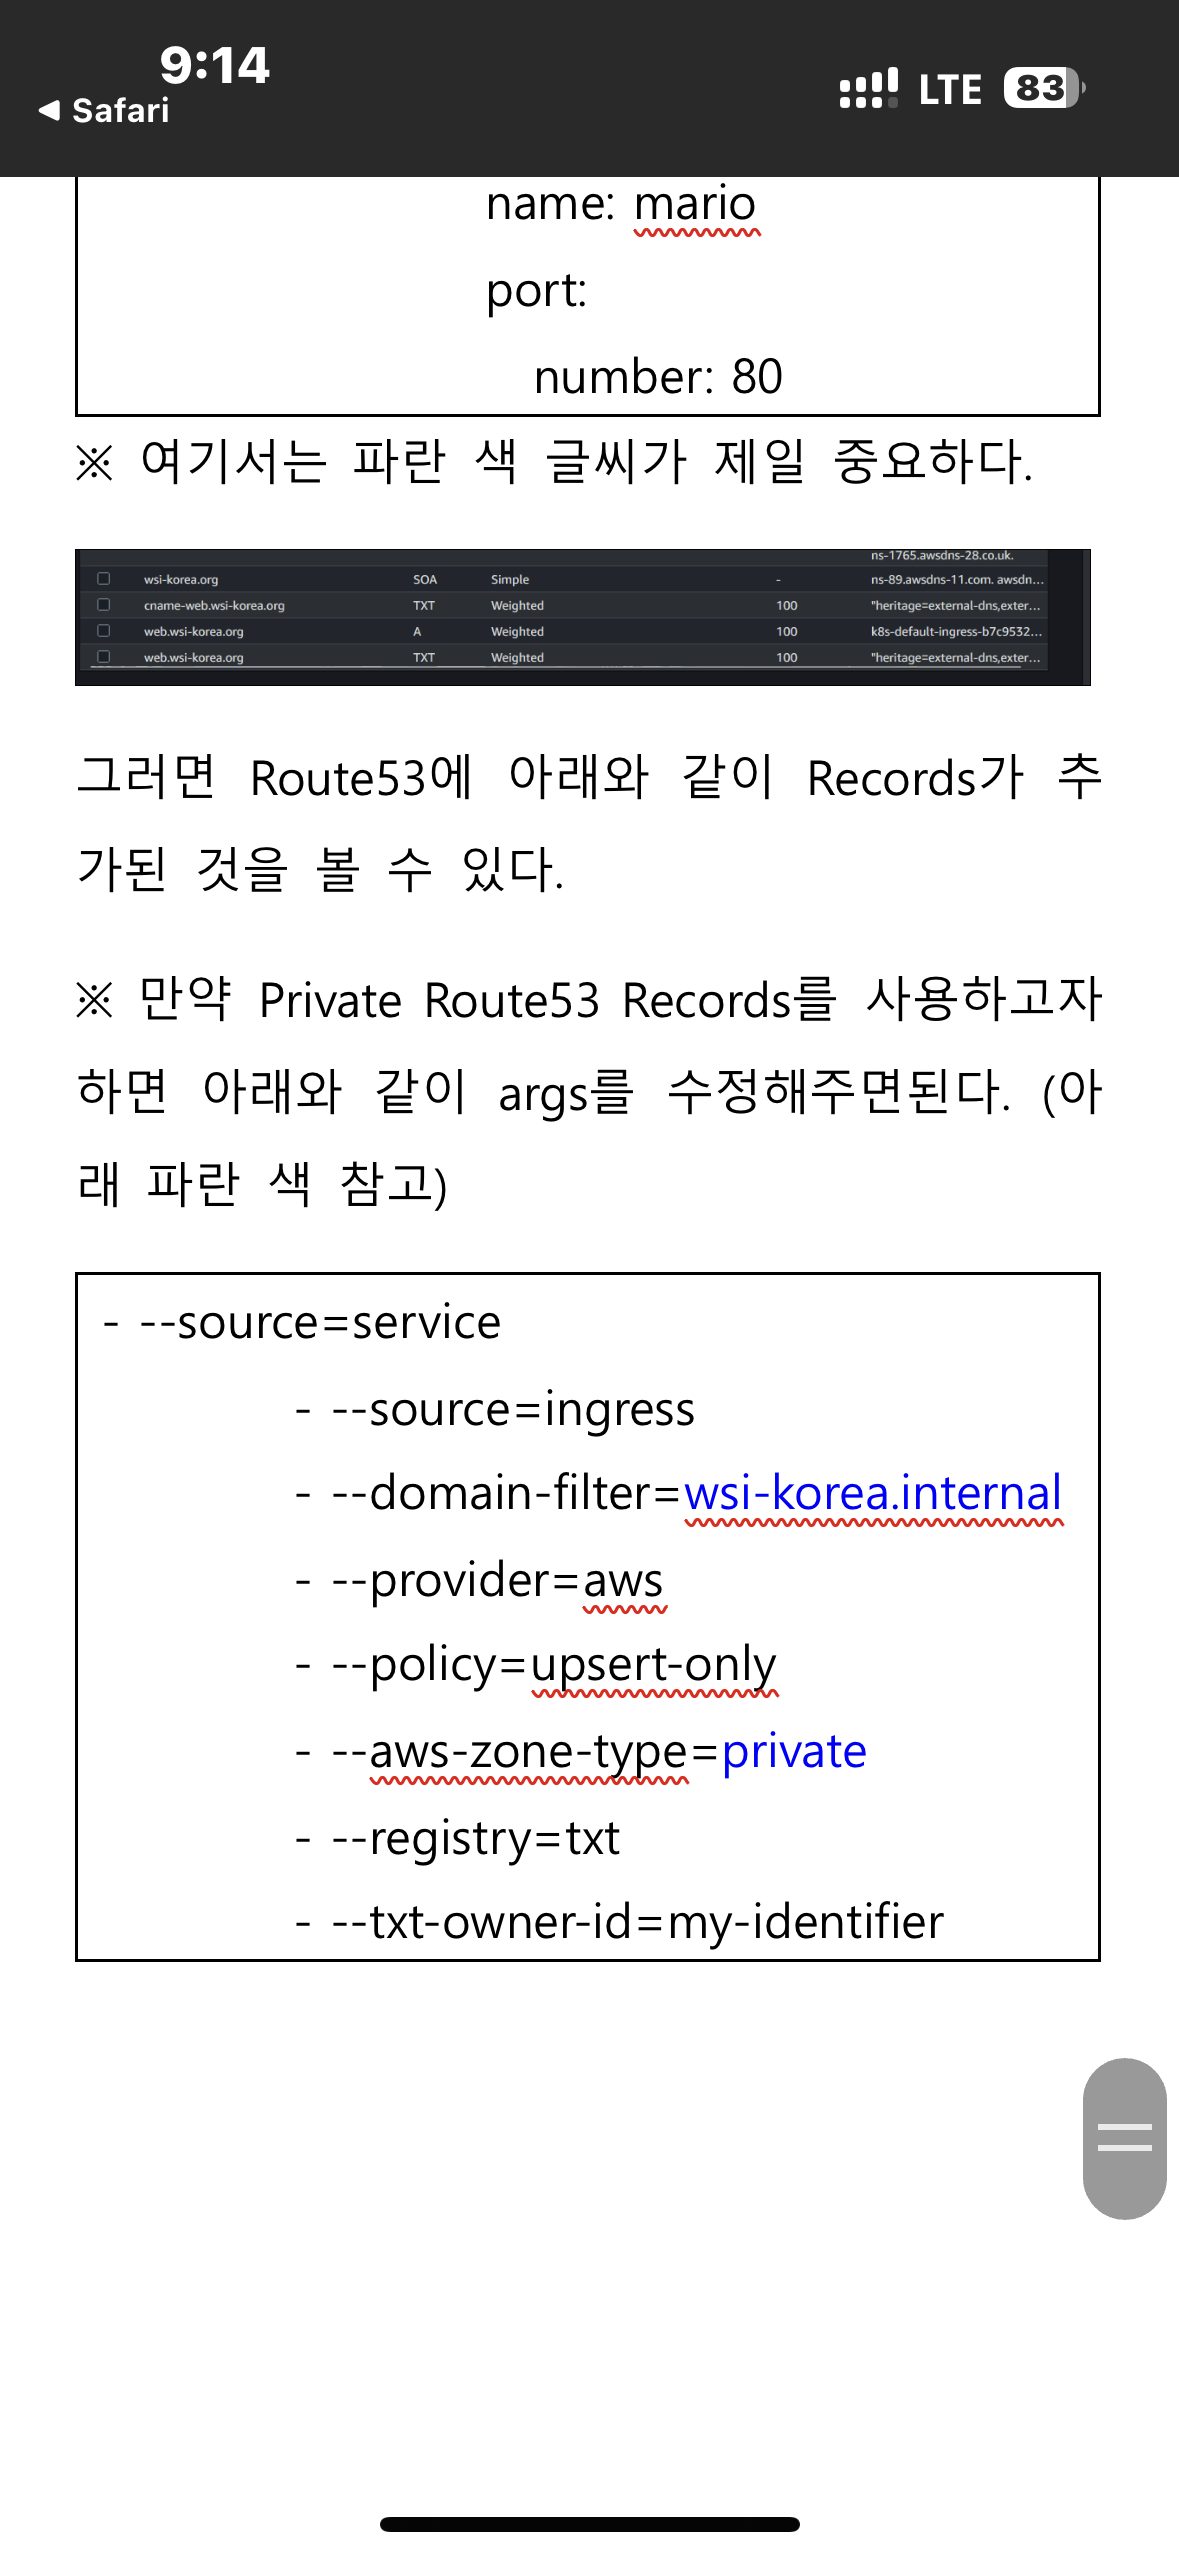 9:14
◀ Safari
LTE 83
name: mario
port:
number: 80
※ 여기서는 파란 색 글씨가 제일 중요하다.
ns-1765.awsdns-28.co.uk.
wsi-korea.org SOA Simple - ns-89.awsdns-11.com. awsdn...
cname-web.wsi-korea.org TXT Weighted 100 "heritage=external-dns,exter...
web.wsi-korea.org A Weighted 100 k8s-default-ingress-b7c9532...
web.wsi-korea.org TXT Weighted 100 "heritage=external-dns,exter...
그러면 Route53에 아래와 같이 Records가 추
가된 것을 볼 수 있다.
※ 만약 Private Route53 Records를 사용하고자
하면 아래와 같이 args를 수정해주면된다. (아
래 파란 색 참고)
- --source=service
- --source=ingress
- --domain-filter=wsi-korea.internal
- --provider=aws
- --policy=upsert-only
- --aws-zone-type=private
- --registry=txt
- --txt-owner-id=my-identifier